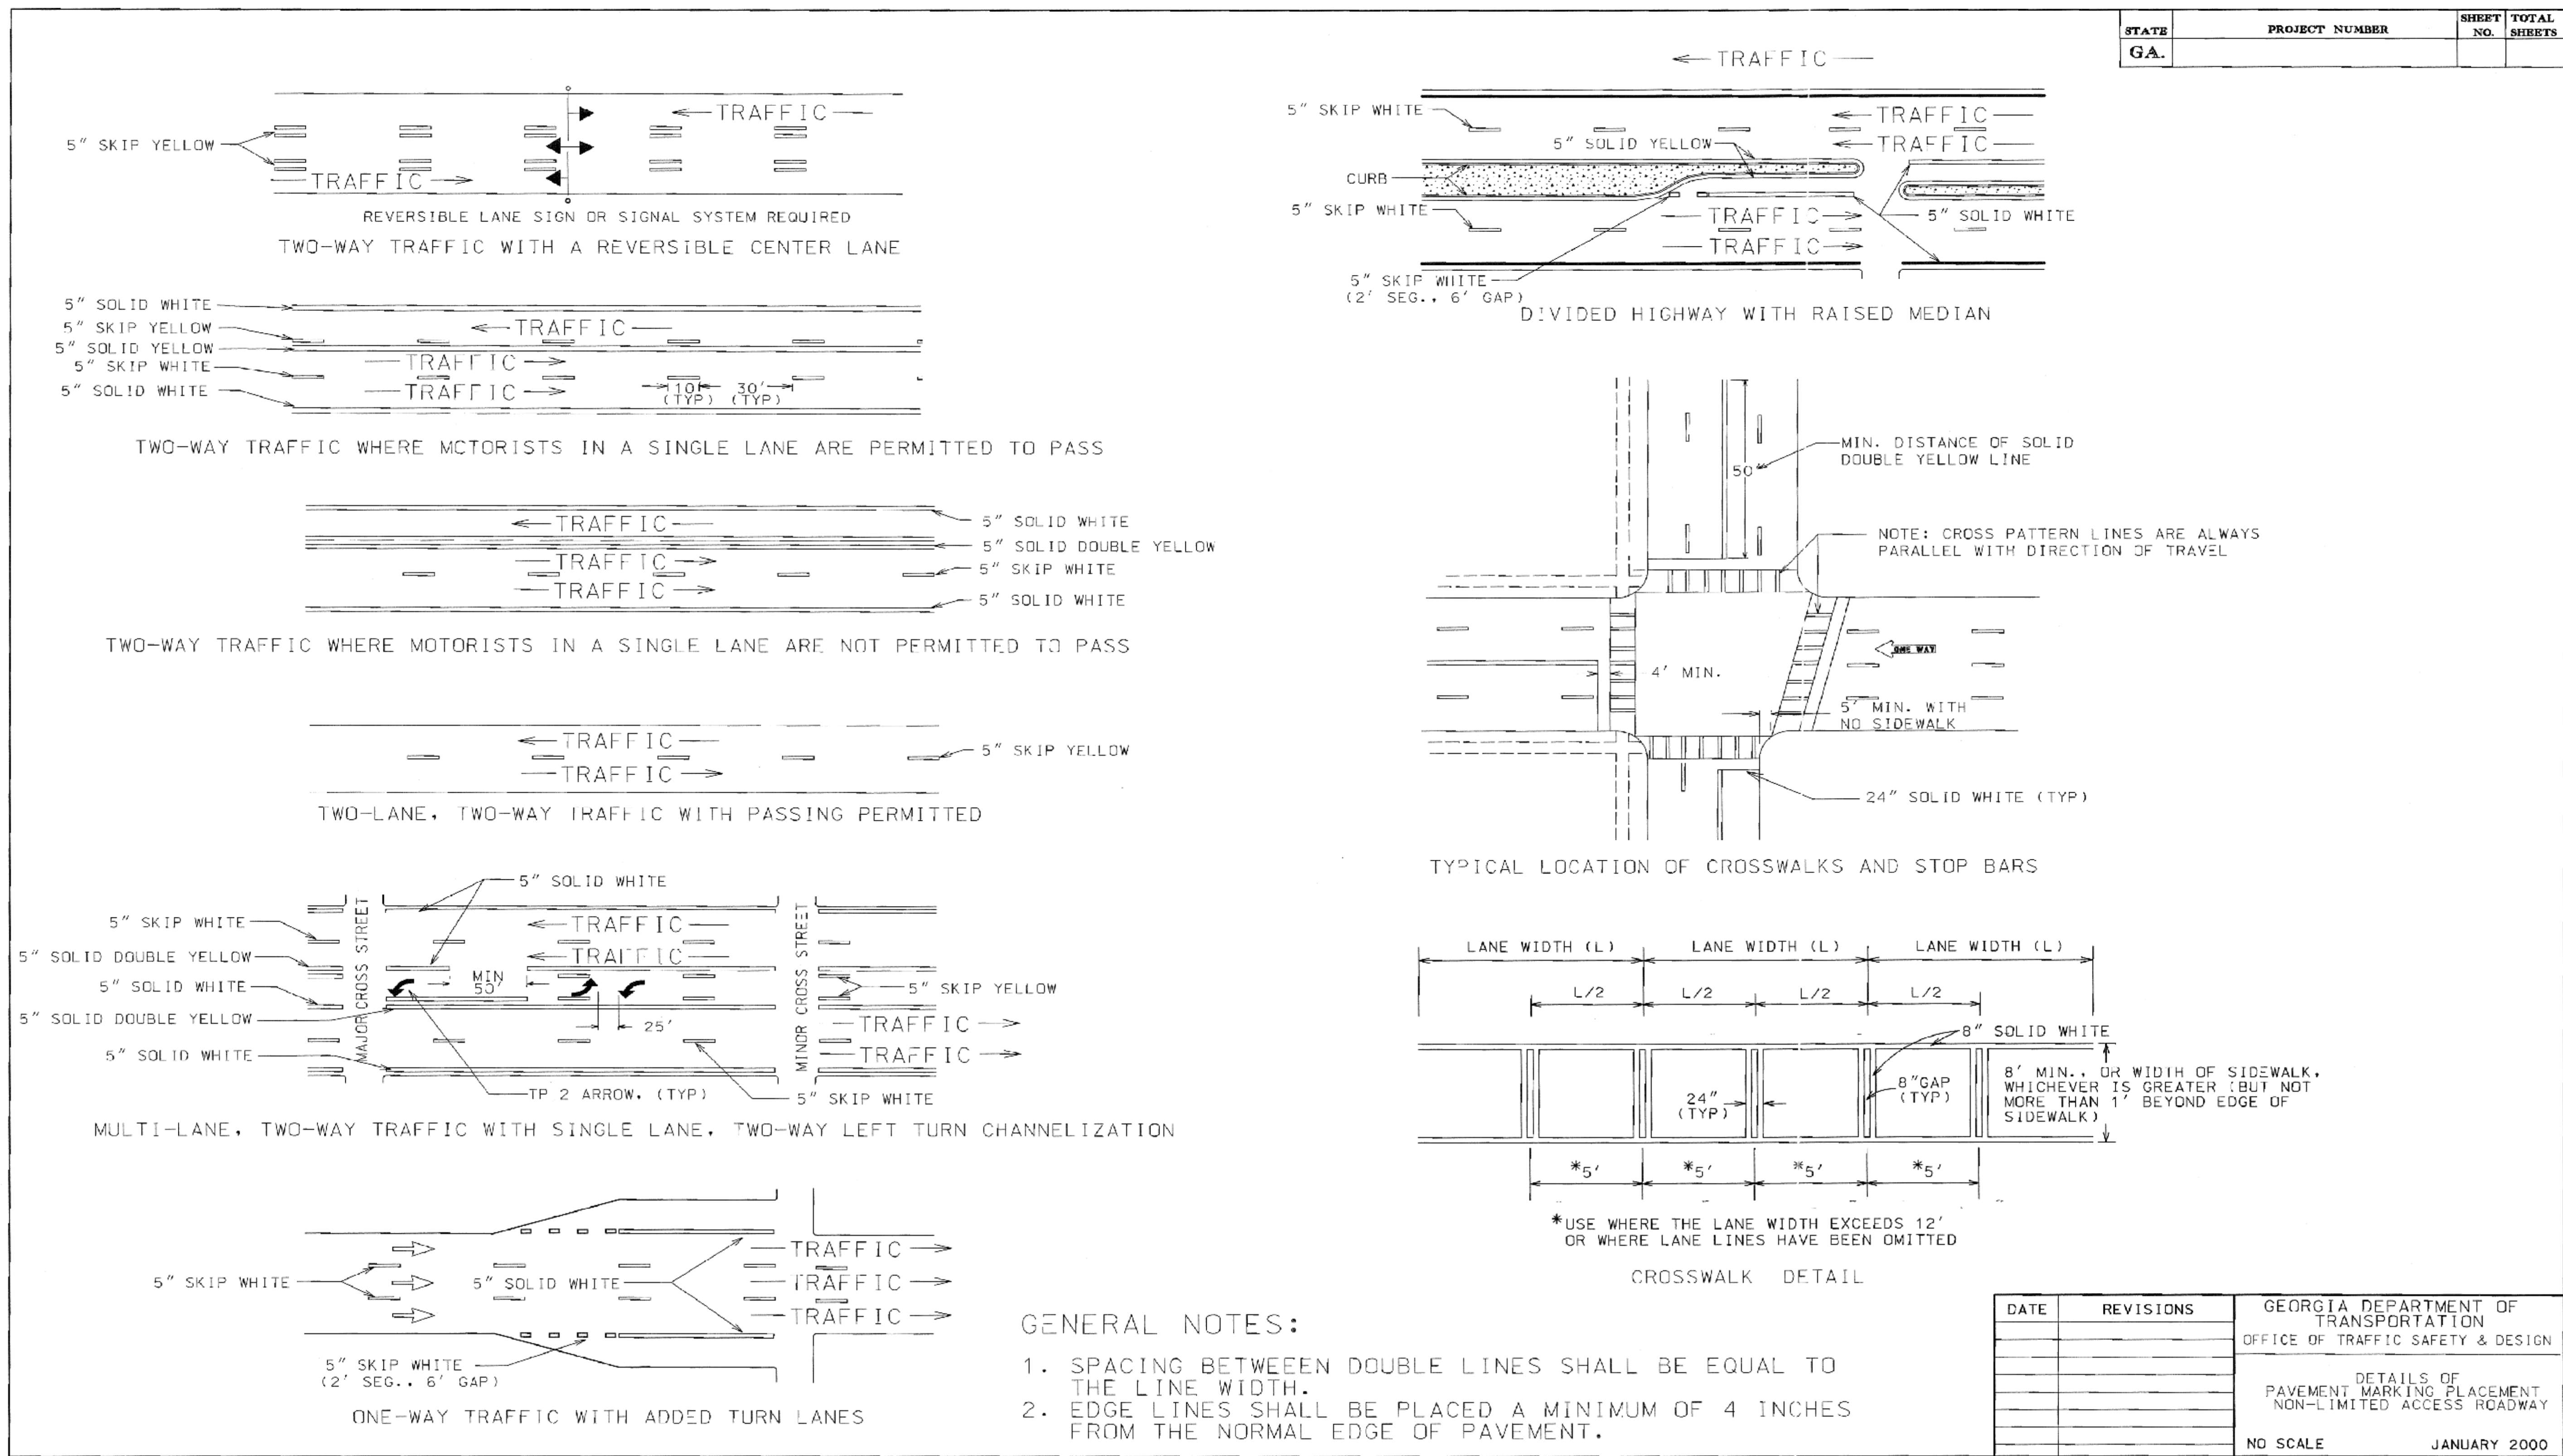 STATE PROJECT NUMBER SHEET NO. TOTAL SHEETS
GA.
←TRAFFIC—
5" SKIP YELLOW
—TRAFFIC→
REVERSIBLE LANE SIGN OR SIGNAL SYSTEM REQUIRED
TWO-WAY TRAFFIC WITH A REVERSIBLE CENTER LANE
5" SOLID WHITE
5" SKIP YELLOW
5" SOLID YELLOW
5" SKIP WHITE
5" SOLID WHITE
←TRAFFIC—
—TRAFFIC→
—TRAFFIC→
10' 30'
(TYP) (TYP)
TWO-WAY TRAFFIC WHERE MCTORISTS IN A SINGLE LANE ARE PERMITTED TO PASS
←TRAFFIC—
—TRAFFIC→
—TRAFFIC→
5" SOLID WHITE
5" SOLID DOUBLE YELLOW
5" SKIP WHITE
5" SOLID WHITE
TWO-WAY TRAFFIC WHERE MOTORISTS IN A SINGLE LANE ARE NOT PERMITTED TO PASS
←TRAFFIC—
—TRAFFIC→
5" SKIP YELLOW
TWO-LANE, TWO-WAY TRAFFIC WITH PASSING PERMITTED
5" SOLID WHITE
5" SKIP WHITE
5" SOLID DOUBLE YELLOW
5" SOLID WHITE
5" SOLID DOUBLE YELLOW
5" SOLID WHITE
MAJOR CROSS STREET
←TRAFFIC—
←TRAFFIC—
MIN
50'
25'
MINOR CROSS STREET
5" SKIP YELLOW
—TRAFFIC→
—TRAFFIC→
TP 2 ARROW. (TYP)
5" SKIP WHITE
MULTI-LANE, TWO-WAY TRAFFIC WITH SINGLE LANE, TWO-WAY LEFT TURN CHANNELIZATION
5" SKIP WHITE
5" SOLID WHITE
—TRAFFIC→
—TRAFFIC→
—TRAFFIC→
5" SKIP WHITE
(2' SEG., 6' GAP)
ONE-WAY TRAFFIC WITH ADDED TURN LANES
←TRAFFIC—
5" SKIP WHITE
←TRAFFIC—
←TRAFFIC—
5" SOLID YELLOW
CURB
5" SKIP WHITE
—TRAFFIC→
—TRAFFIC→
5" SOLID WHITE
5" SKIP WHITE
(2' SEG., 6' GAP)
DIVIDED HIGHWAY WITH RAISED MEDIAN
50'
MIN. DISTANCE OF SOLID
DOUBLE YELLOW LINE
NOTE: CROSS PATTERN LINES ARE ALWAYS
PARALLEL WITH DIRECTION OF TRAVEL
ONE WAY
4' MIN.
5' MIN. WITH
NO SIDEWALK
24" SOLID WHITE (TYP)
TYPICAL LOCATION OF CROSSWALKS AND STOP BARS
LANE WIDTH (L) LANE WIDTH (L) LANE WIDTH (L)
L/2 L/2 L/2 L/2
8" SOLID WHITE
24"
(TYP)
8" GAP
(TYP)
8' MIN., OR WIDTH OF SIDEWALK,
WHICHEVER IS GREATER (BUT NOT
MORE THAN 1' BEYOND EDGE OF
SIDEWALK)
*5' *5' *5' *5'
*USE WHERE THE LANE WIDTH EXCEEDS 12'
OR WHERE LANE LINES HAVE BEEN OMITTED
CROSSWALK DETAIL
GENERAL NOTES:
1. SPACING BETWEEEN DOUBLE LINES SHALL BE EQUAL TO
THE LINE WIDTH.
2. EDGE LINES SHALL BE PLACED A MINIMUM OF 4 INCHES
FROM THE NORMAL EDGE OF PAVEMENT.
DATE REVISIONS
GEORGIA DEPARTMENT OF
TRANSPORTATION
OFFICE OF TRAFFIC SAFETY & DESIGN
DETAILS OF
PAVEMENT MARKING PLACEMENT
NON-LIMITED ACCESS ROADWAY
NO SCALE JANUARY 2000